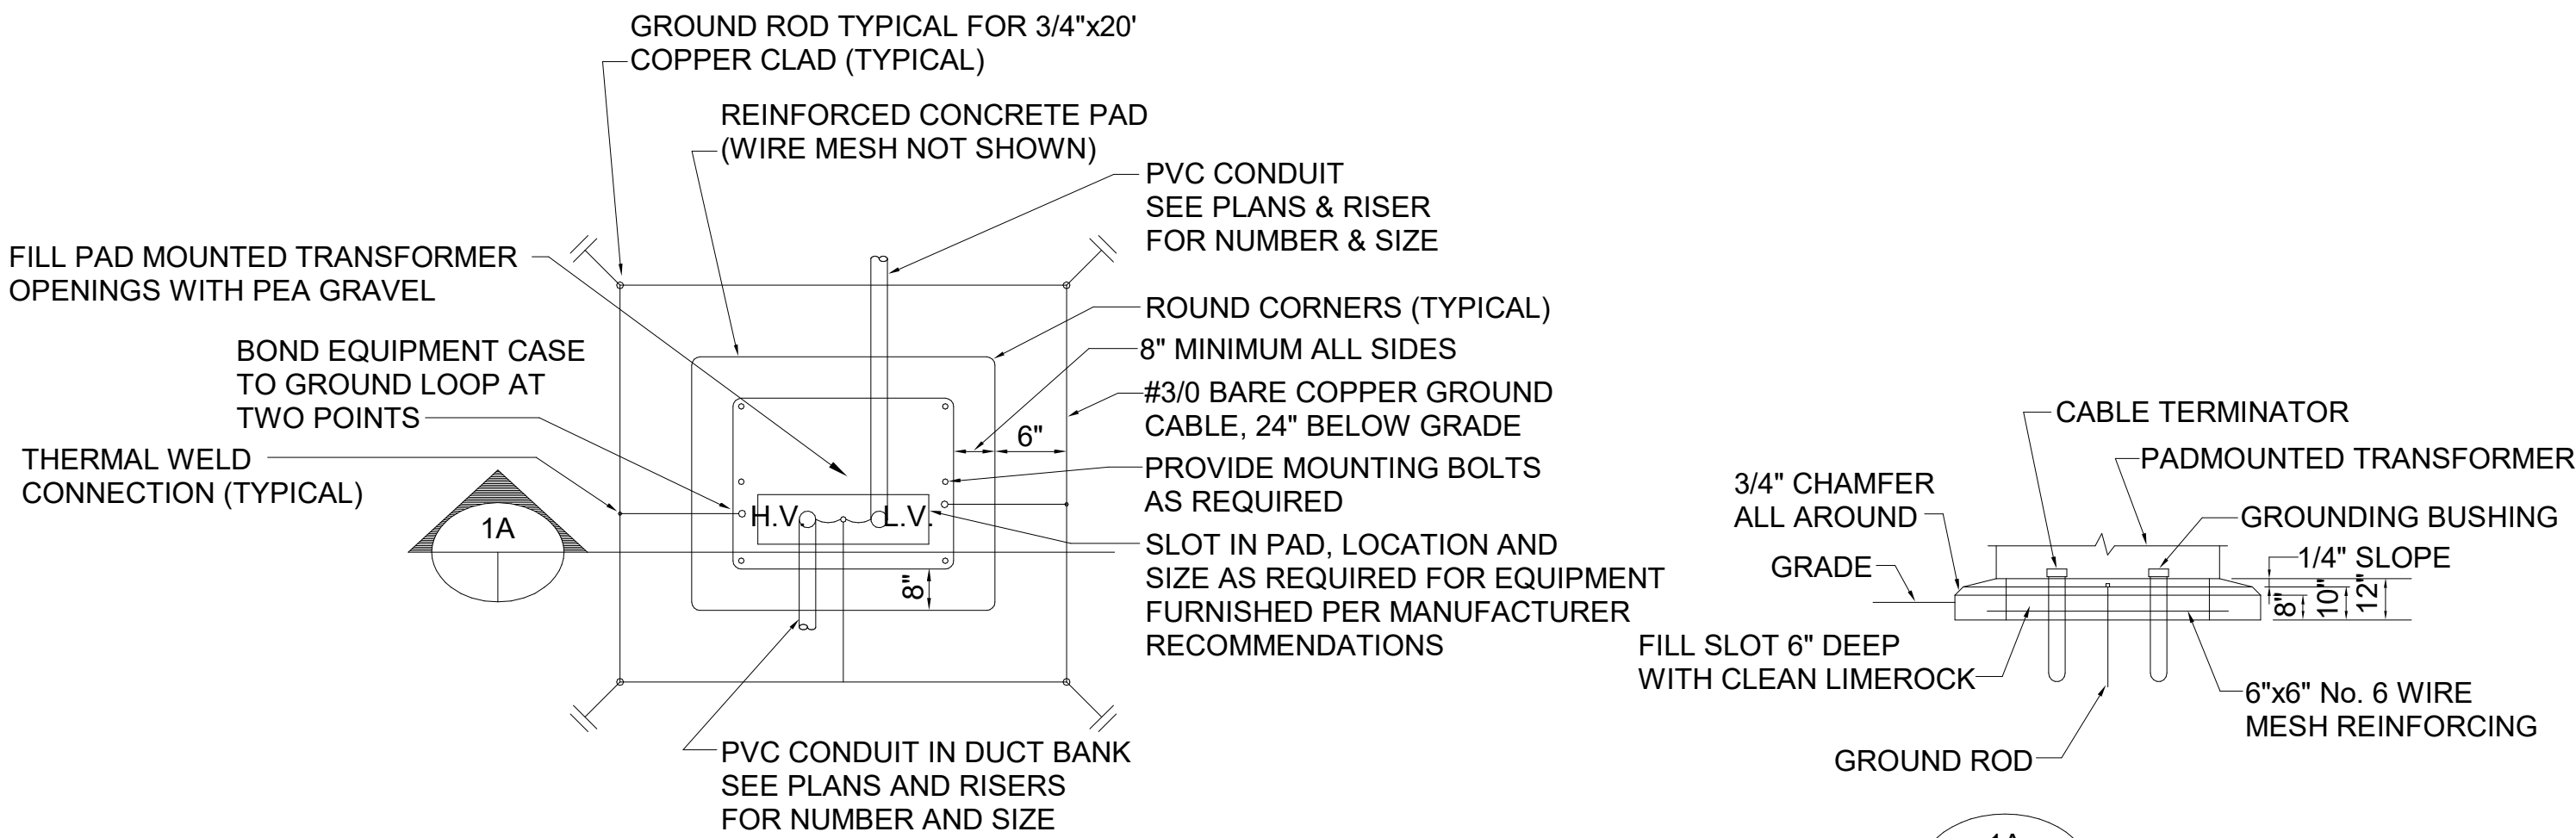 GROUND ROD TYPICAL FOR 3/4"x20'
COPPER CLAD (TYPICAL)
REINFORCED CONCRETE PAD
(WIRE MESH NOT SHOWN)
PVC CONDUIT
SEE PLANS & RISER
FOR NUMBER & SIZE
FILL PAD MOUNTED TRANSFORMER
OPENINGS WITH PEA GRAVEL
ROUND CORNERS (TYPICAL)
BOND EQUIPMENT CASE
TO GROUND LOOP AT
TWO POINTS
8" MINIMUM ALL SIDES
#3/0 BARE COPPER GROUND
CABLE, 24" BELOW GRADE
6"
THERMAL WELD
CONNECTION (TYPICAL)
PROVIDE MOUNTING BOLTS
AS REQUIRED
1A
H.V.
L.V.
SLOT IN PAD, LOCATION AND
SIZE AS REQUIRED FOR EQUIPMENT
FURNISHED PER MANUFACTURER
RECOMMENDATIONS
8"
PVC CONDUIT IN DUCT BANK
SEE PLANS AND RISERS
FOR NUMBER AND SIZE
CABLE TERMINATOR
PADMOUNTED TRANSFORMER
3/4" CHAMFER
ALL AROUND
GROUNDING BUSHING
1/4" SLOPE
GRADE
8"
10"
12"
FILL SLOT 6" DEEP
WITH CLEAN LIMEROCK
6"x6" No. 6 WIRE
MESH REINFORCING
GROUND ROD
1A